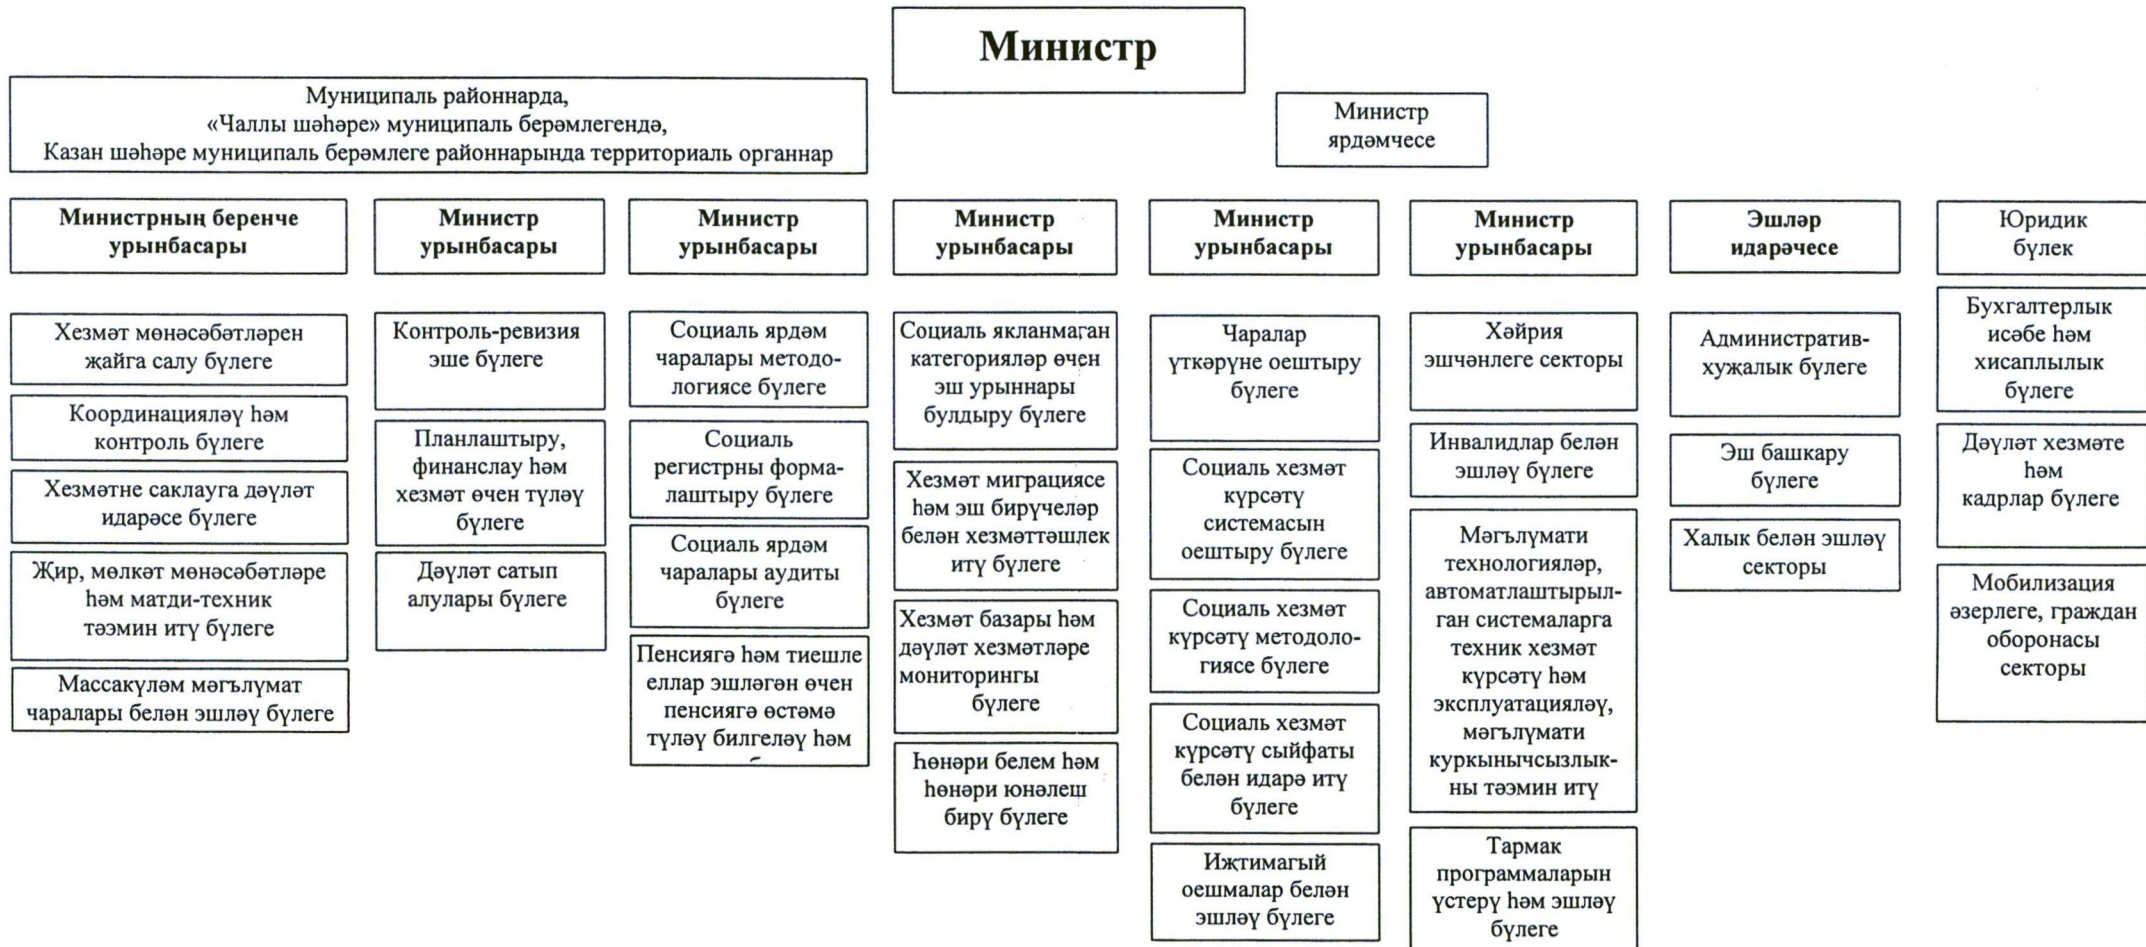 Министр
Муниципаль районнарда,
«Чаллы шәһәре» муниципаль берәмлегендә,
Казан шәһәре муниципаль берәмлеге районнарында территориаль органнар
Министр
ярдәмчесе
Министрның беренче
урынбасары
Хезмәт мөнәсәбәтләрен
җайга салу бүлеге
Координацияләү һәм
контроль бүлеге
Хезмәтне саклауга дәүләт
идарәсе бүлеге
Җир, мөлкәт мөнәсәбәтләре
һәм матди-техник
тәэмин итү бүлеге
Массакүләм мәгълүмат
чаралары белән эшләү бүлеге
Министр
урынбасары
Контроль-ревизия
эше бүлеге
Планлаштыру,
финанслау һәм
хезмәт өчен түләү
бүлеге
Дәүләт сатып
алулары бүлеге
Министр
урынбасары
Социаль ярдәм
чаралары методо-
логиясе бүлеге
Социаль
регистрны форма-
лаштыру бүлеге
Социаль ярдәм
чаралары аудиты
бүлеге
Пенсиягә һәм тиешле
еллар эшләгән өчен
пенсиягә өстәмә
түләү билгеләү һәм
Министр
урынбасары
Социаль якланмаган
категорияләр өчен
эш урыннары
булдыру бүлеге
Хезмәт миграциясе
һәм эш бирүчеләр
белән хезмәттәшлек
итү бүлеге
Хезмәт базары һәм
дәүләт хезмәтләре
мониторингы
бүлеге
Һөнәри белем һәм
һөнәри юнәлеш
бирү бүлеге
Министр
урынбасары
Чаралар
үткәрүне оештыру
бүлеге
Социаль хезмәт
күрсәтү
системасын
оештыру бүлеге
Социаль хезмәт
күрсәтү методоло-
гиясе бүлеге
Социаль хезмәт
күрсәтү сыйфаты
белән идарә итү
бүлеге
Иҗтимагый
оешмалар белән
эшләү бүлеге
Министр
урынбасары
Хәйрия
эшчәнлеге секторы
Инвалидлар белән
эшләү бүлеге
Мәгълүмати
технологияләр,
автоматлаштырыл-
ган системаларга
техник хезмәт
күрсәтү һәм
эксплуатацияләү,
мәгълүмати
куркынычсызлык-
ны тәэмин итү
Тармак
программаларын
үстерү һәм эшләү
бүлеге
Эшләр
идарәчесе
Административ-
хуҗалык бүлеге
Эш башкару
бүлеге
Халык белән эшләү
секторы
Юридик
бүлек
Бухгалтерлык
исәбе һәм
хисаплылык
бүлеге
Дәүләт хезмәте
һәм
кадрлар бүлеге
Мобилизация
әзерлеге, граждан
оборонасы
секторы